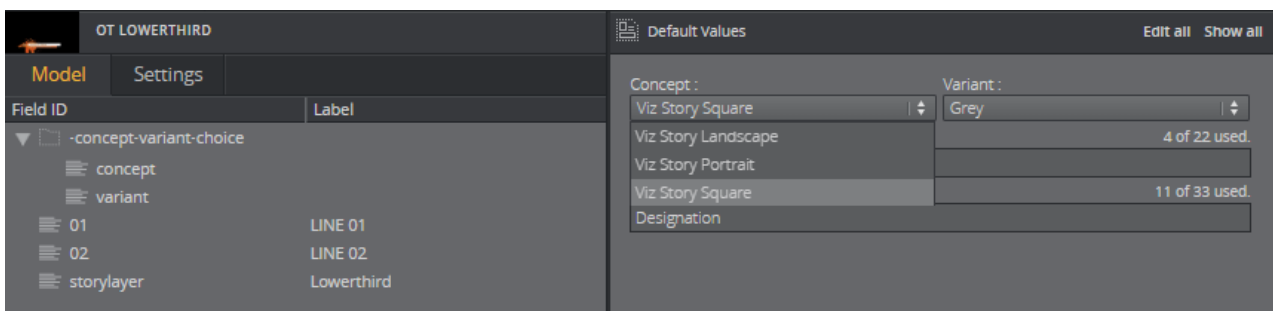 OT LOWERTHIRD
Model Settings
Field ID Label
-concept-variant-choice
concept
variant
01 LINE 01
02 LINE 02
storylayer Lowerthird
Default Values Edit all Show all
Concept : Variant :
Viz Story Square Grey
Viz Story Landscape 4 of 22 used.
Viz Story Portrait
Viz Story Square 11 of 33 used.
Designation